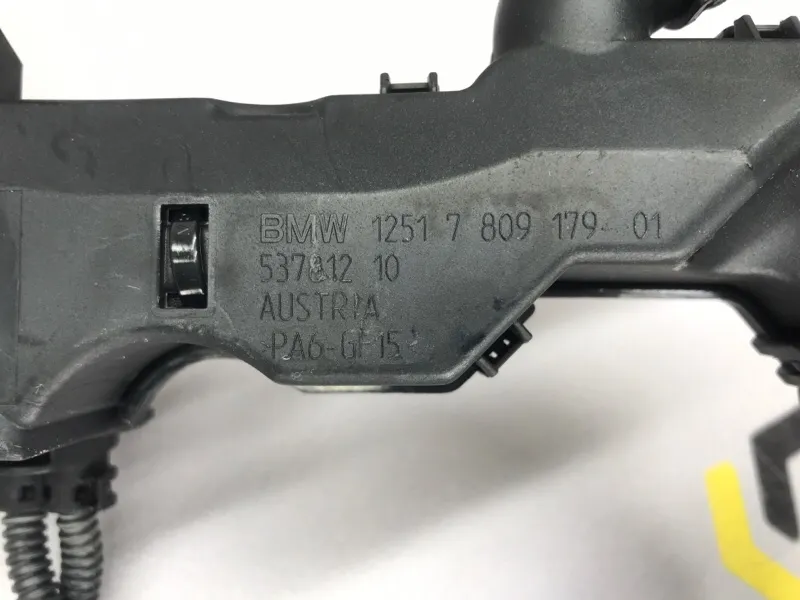 BMW 1251 7 809 179-01
537812 10
AUSTRIA
>PA6-GF15<